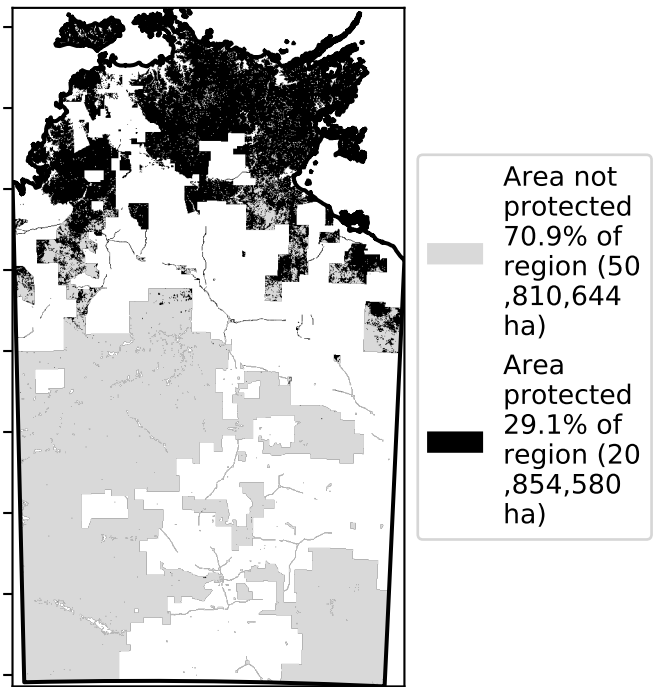 Area not
protected
70.9% of
region (50
,810,644
ha)
Area
protected
29.1% of
region (20
,854,580
ha)